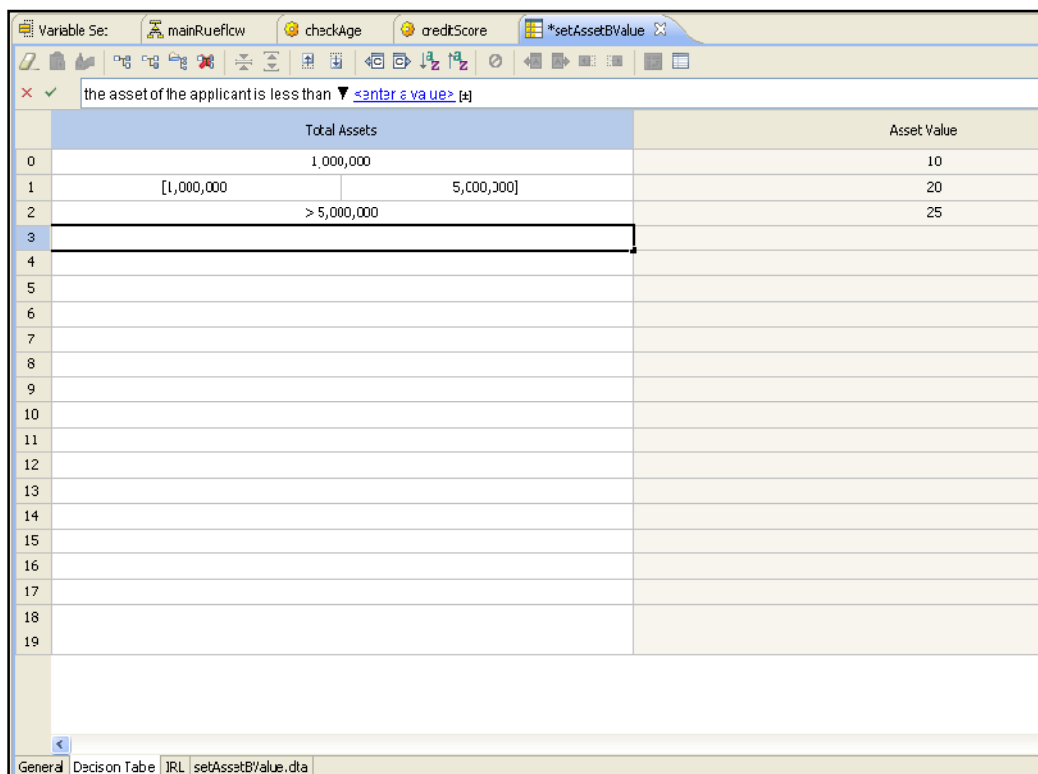 Variable Set mainRueflow checkAge creditScore *setAssetBValue
the asset of the applicant is less than <enter a value>
Total Assets Asset Value
0 1,000,000 10
1 [1,000,000 5,000,000] 20
2 > 5,000,000 25
3
4
5
6
7
8
9
10
11
12
13
14
15
16
17
18
19
General Decison Tabe IRL setAssetBValue.dta